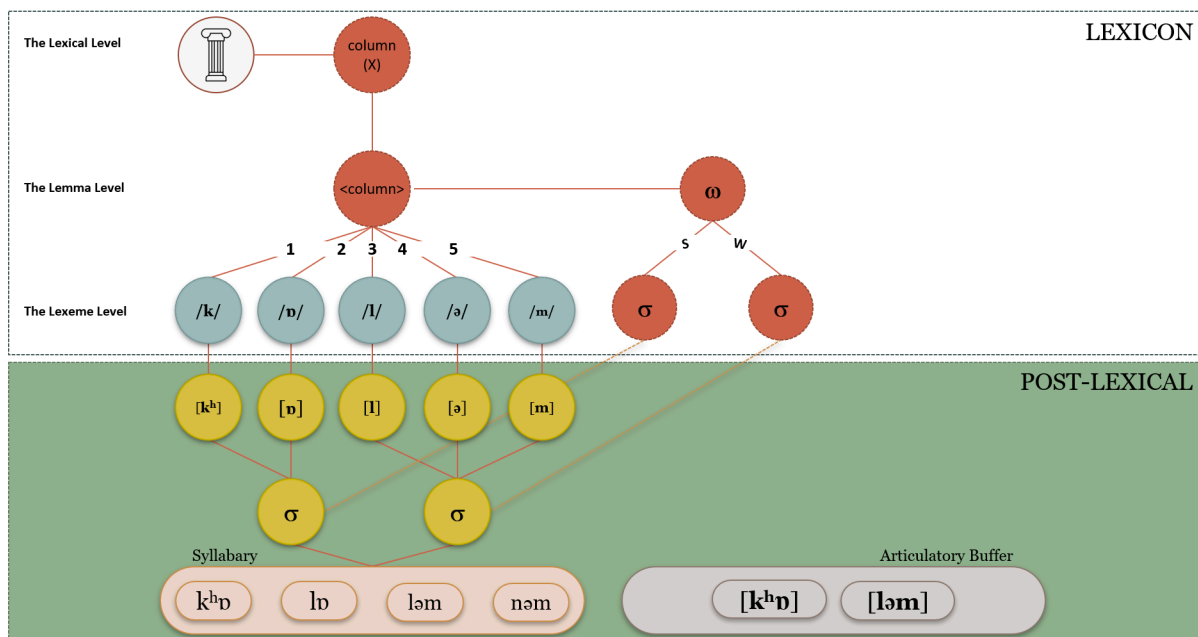 LEXICON
The Lexical Level
column
(X)
The Lemma Level
<column>
ω
1 2 3 4 5
S W
The Lexeme Level
/k/ /ɒ/ /l/ /ə/ /m/ σ σ
POST-LEXICAL
[kʰ] [ɒ] [l] [ə] [m]
σ σ
Syllabary
kʰɒ lɒ ləm nəm
Articulatory Buffer
[kʰɒ] [ləm]